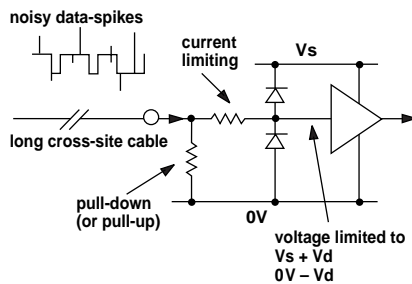 noisy data-spikes
current
limiting
Vs
long cross-site cable
pull-down
(or pull-up)
0V
voltage limited to
Vs + Vd
0V – Vd